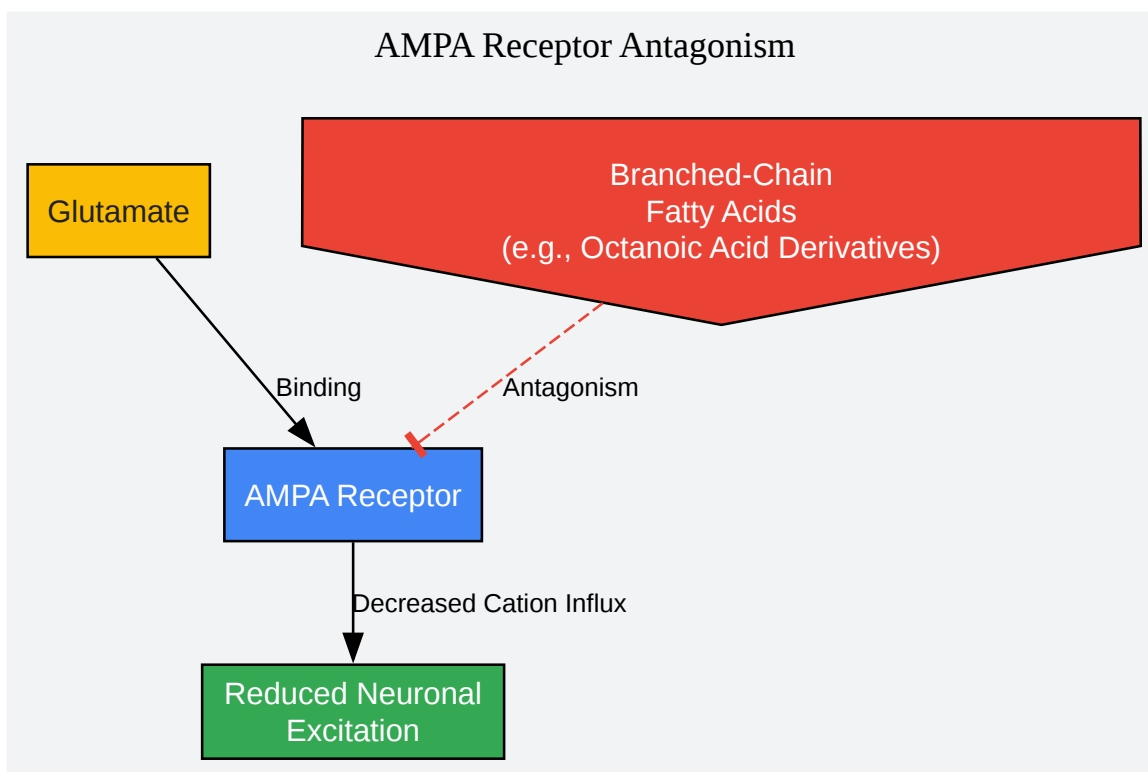 AMPA Receptor Antagonism
Glutamate
Branched-Chain
Fatty Acids
(e.g., Octanoic Acid Derivatives)
Binding
Antagonism
AMPA Receptor
Decreased Cation Influx
Reduced Neuronal
Excitation